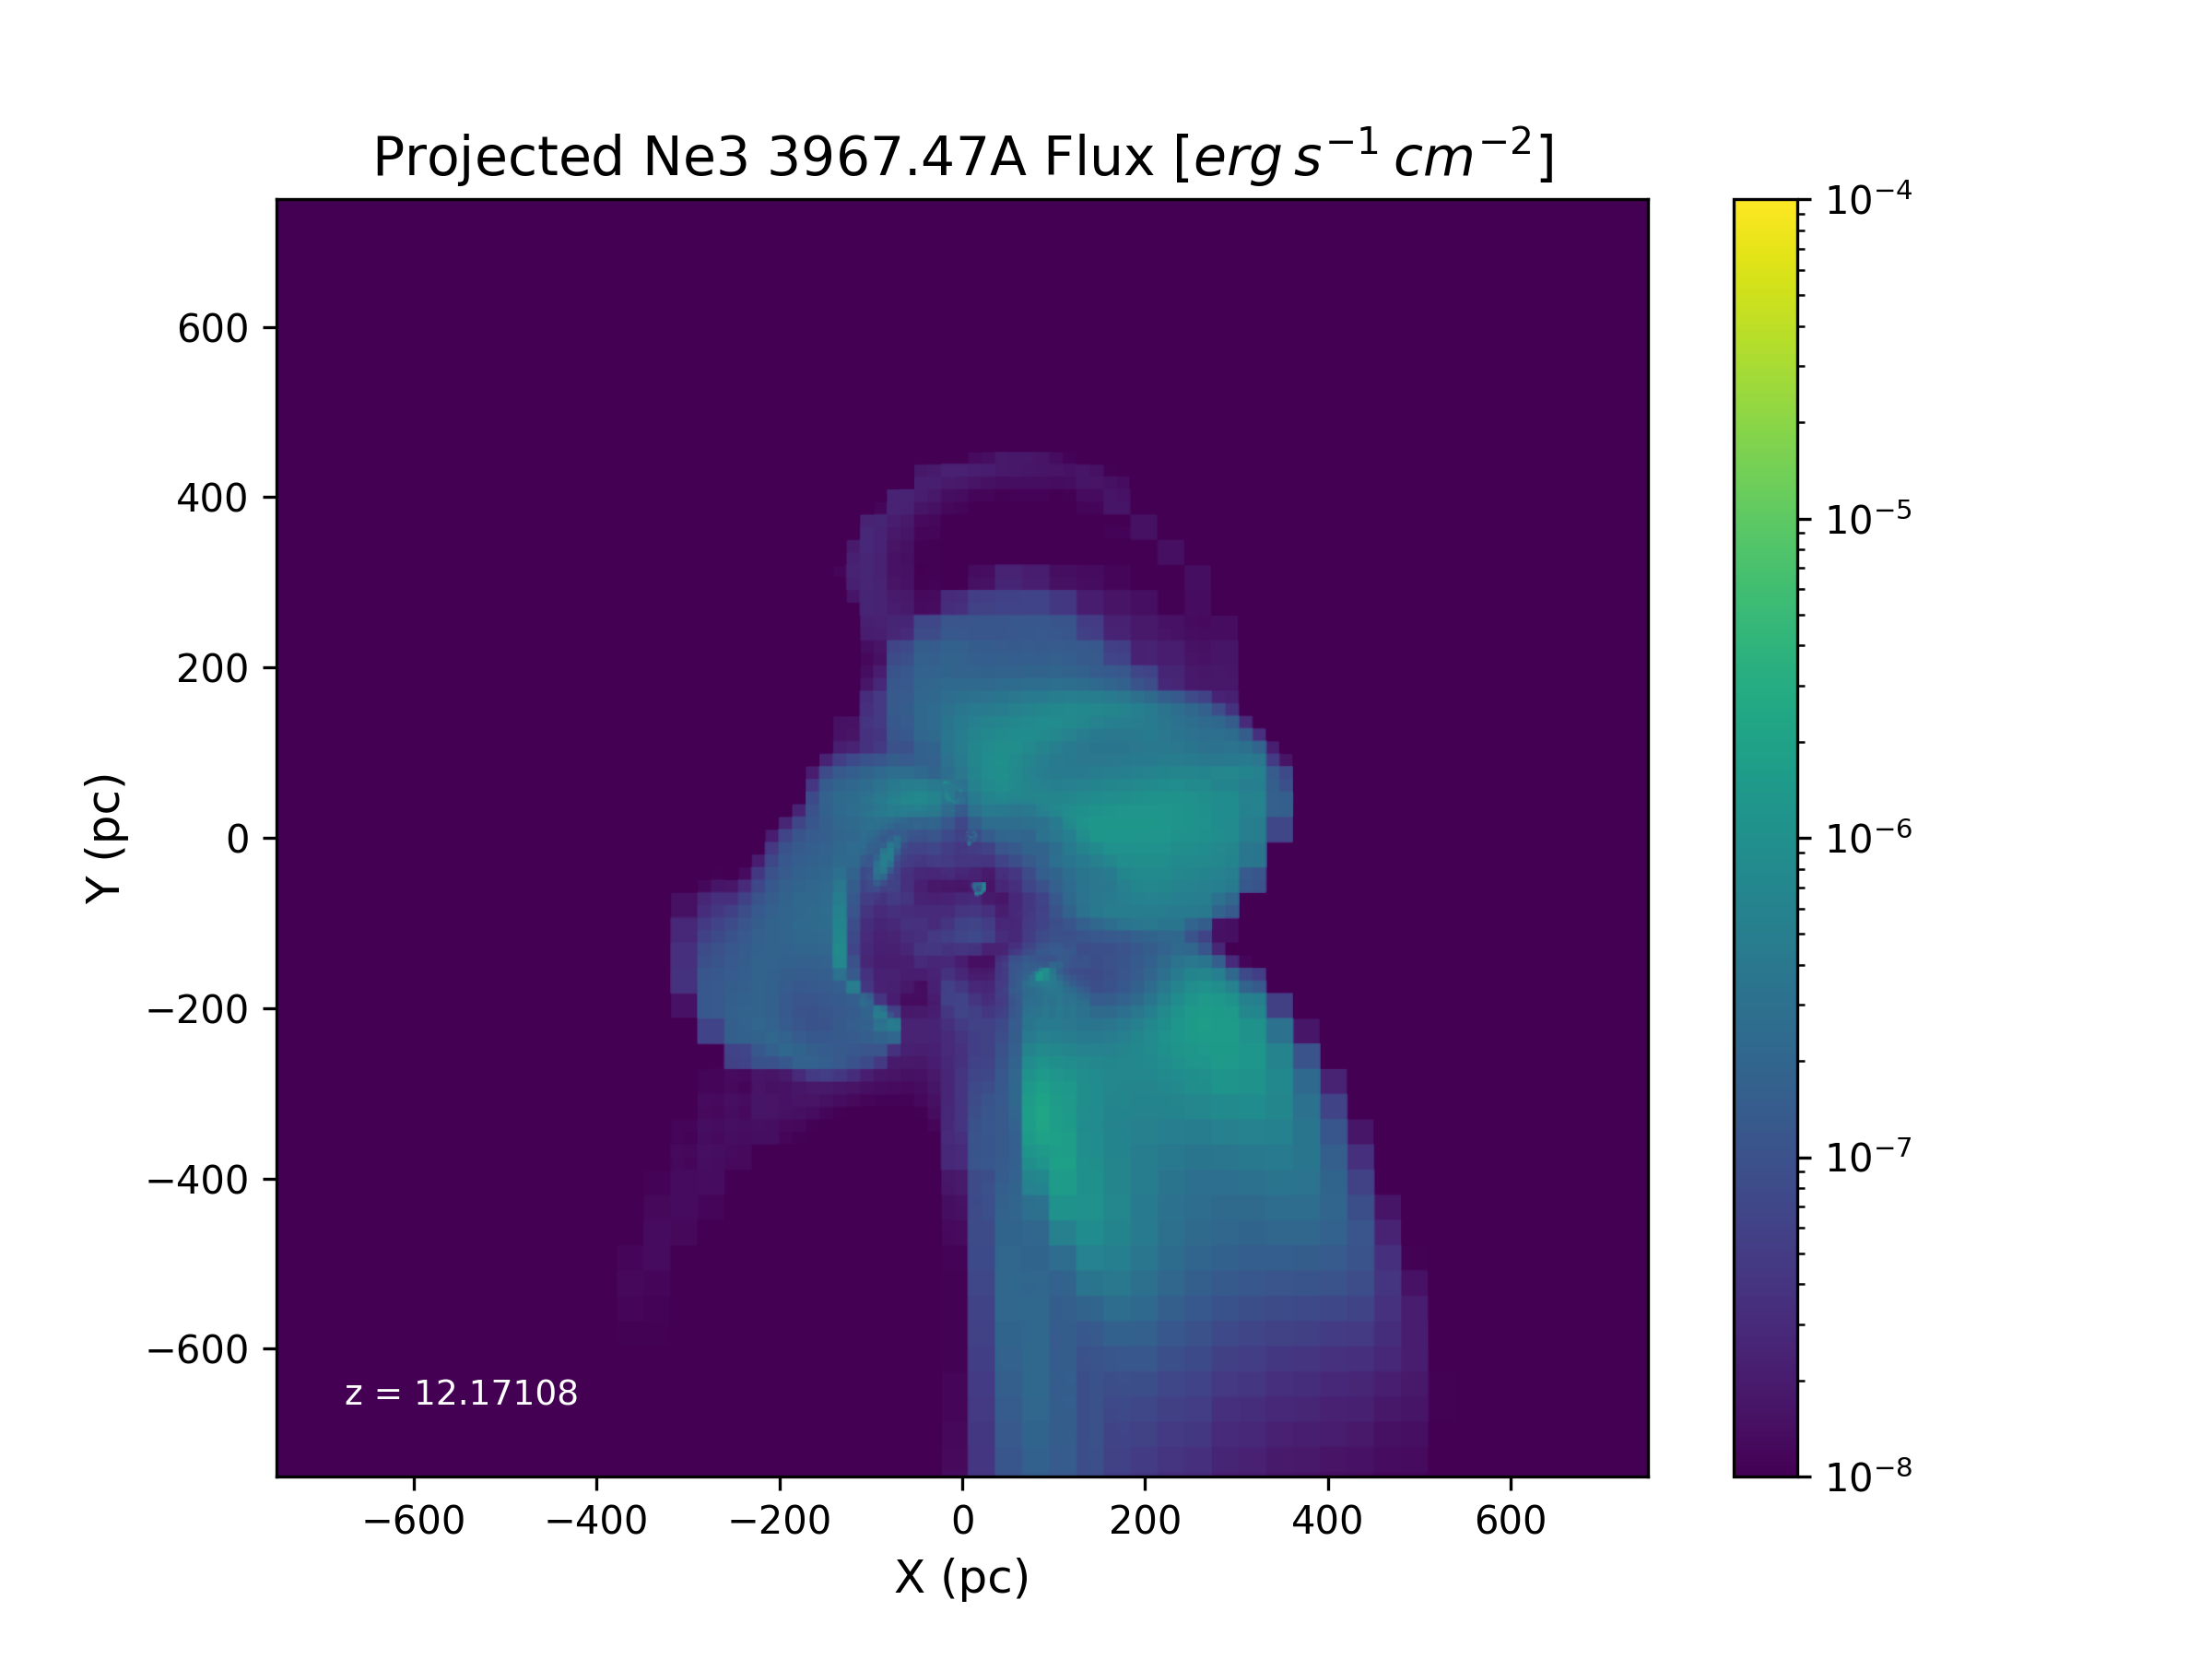 Projected Ne3 3967.47A Flux [erg s⁻¹ cm⁻²]
Y (pc)
600
400
200
0
−200
−400
−600
z = 12.17108
−600 −400 −200 0 200 400 600
X (pc)
10⁻⁴
10⁻⁵
10⁻⁶
10⁻⁷
10⁻⁸